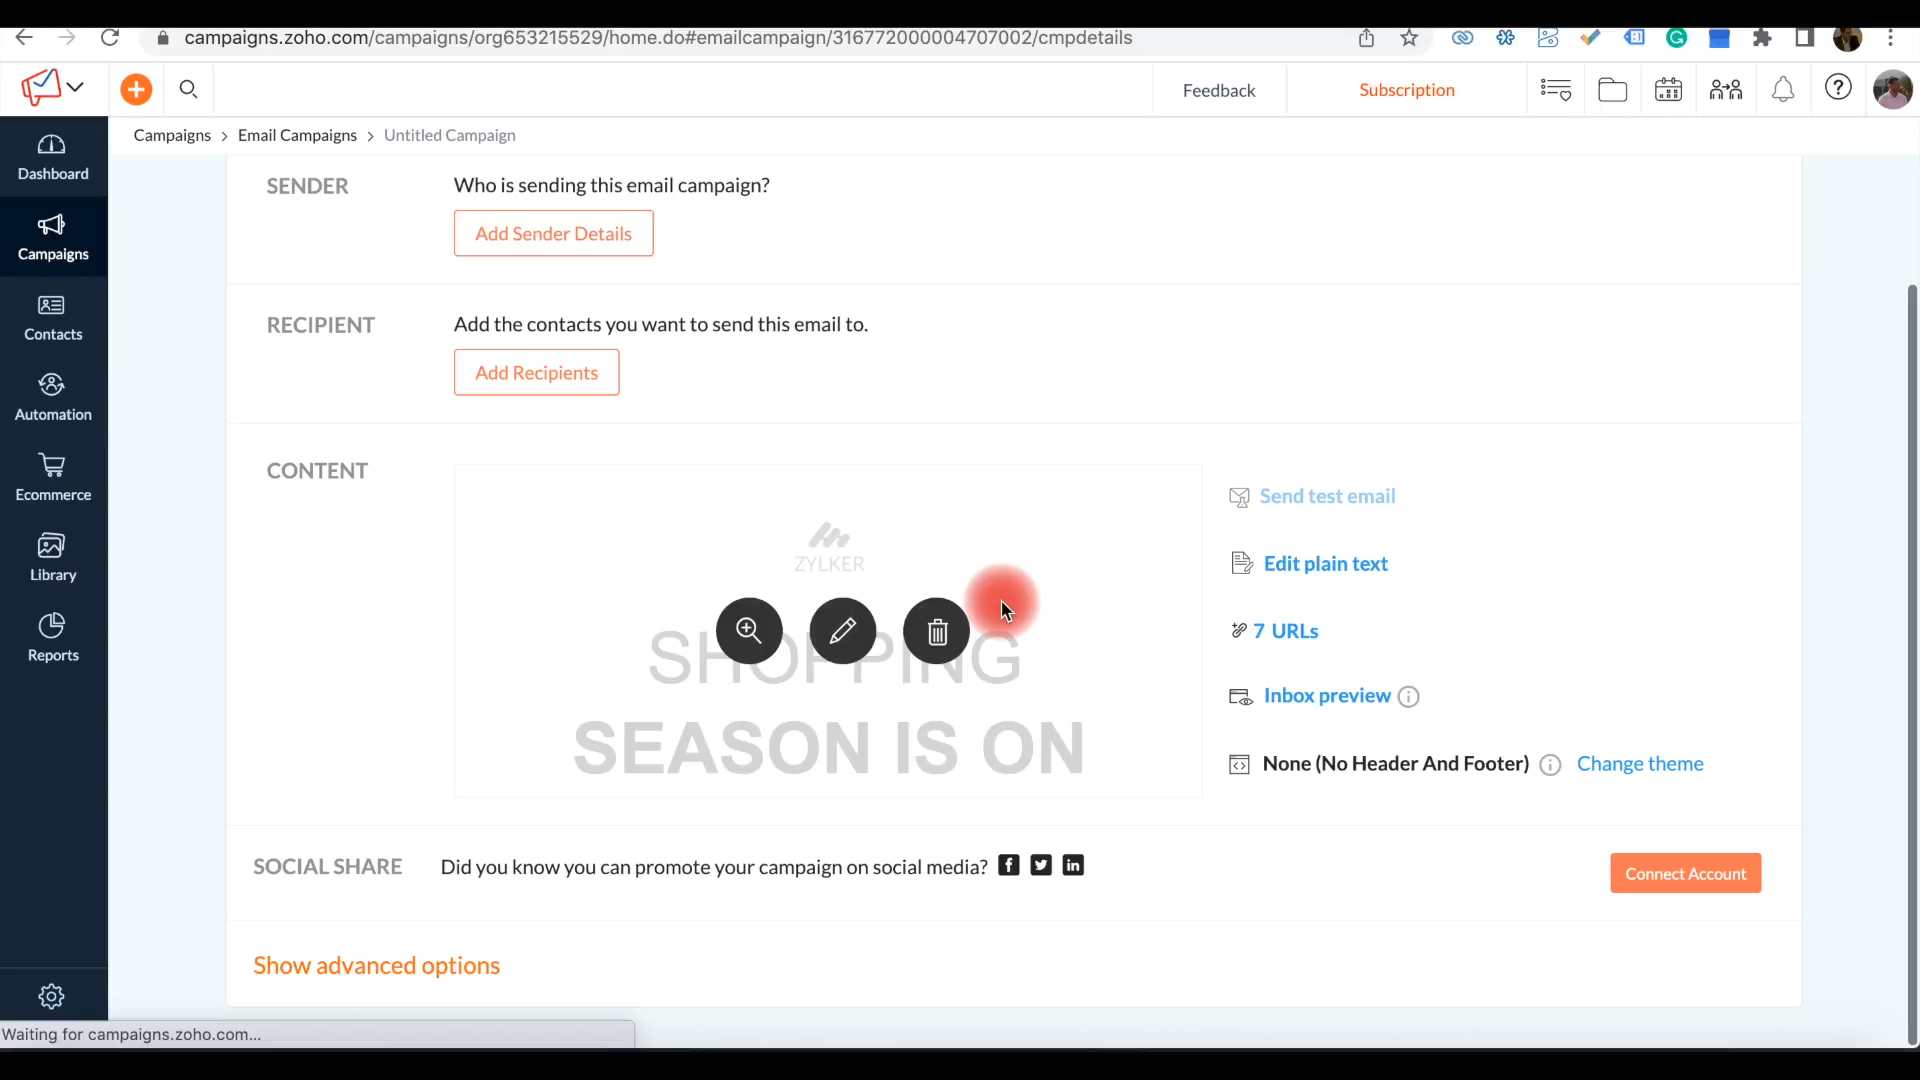 campaigns.zoho.com/campaigns/org653215529/home.do#emailcampaign/316772000004707002/cmpdetails
Feedback
Subscription
Campaigns > Email Campaigns > Untitled Campaign
Dashboard
Campaigns
Contacts
Automation
Ecommerce
Library
Reports
SENDER
Who is sending this email campaign?
Add Sender Details
RECIPIENT
Add the contacts you want to send this email to.
Add Recipients
CONTENT
ZYLKER
SHOPPING
SEASON IS ON
Send test email
Edit plain text
7 URLs
Inbox preview
None (No Header And Footer) Change theme
SOCIAL SHARE
Did you know you can promote your campaign on social media?
Connect Account
Show advanced options
Waiting for campaigns.zoho.com...